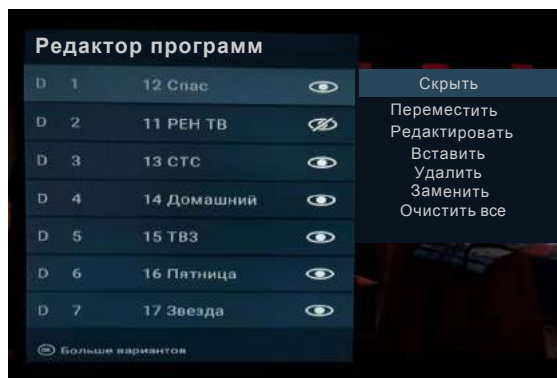 Редактор программ
D 1 12 Спас
D 2 11 РЕН ТВ
D 3 13 СТС
D 4 14 Домашний
D 5 15 ТВ3
D 6 16 Пятница
D 7 17 Звезда
OK Больше вариантов
Скрыть
Переместить
Редактировать
Вставить
Удалить
Заменить
Очистить все